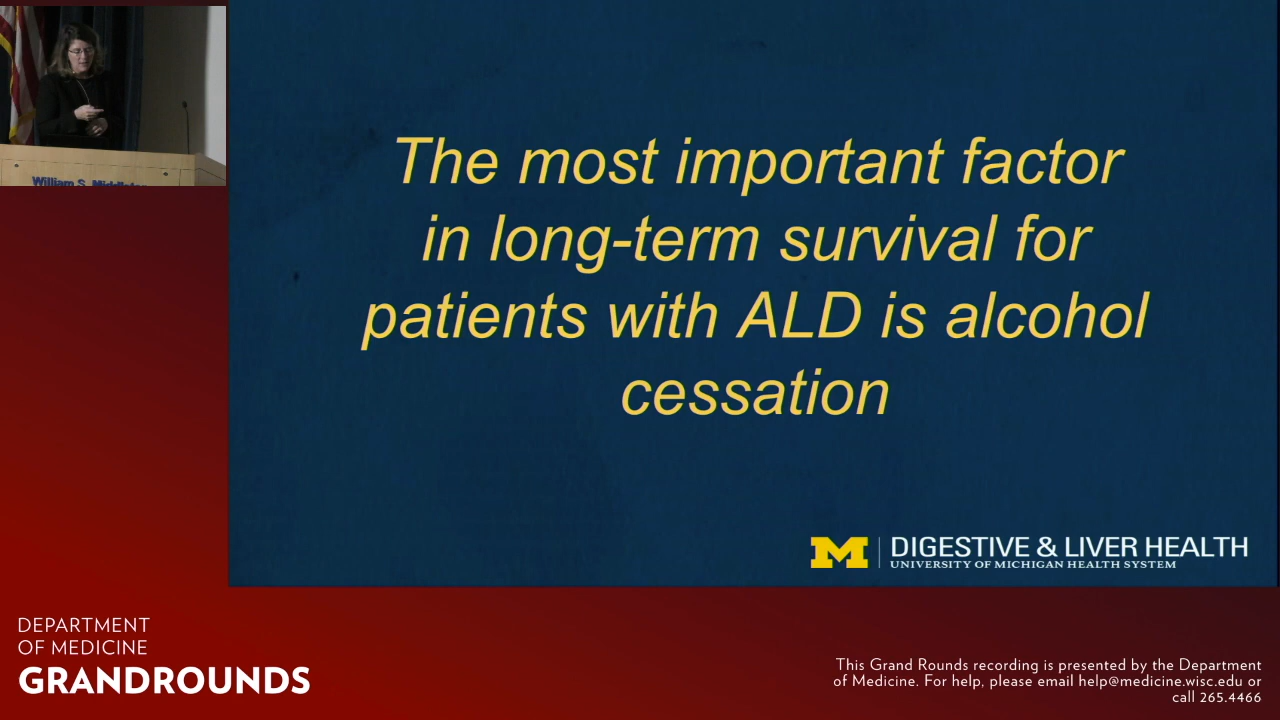 William S. Middleton
The most important factor
in long-term survival for
patients with ALD is alcohol
cessation
M
DIGESTIVE & LIVER HEALTH
UNIVERSITY OF MICHIGAN HEALTH SYSTEM
DEPARTMENT
OF MEDICINE
GRANDROUNDS
This Grand Rounds recording is presented by the Department
of Medicine. For help, please email help@medicine.wisc.edu or
call 265.4466